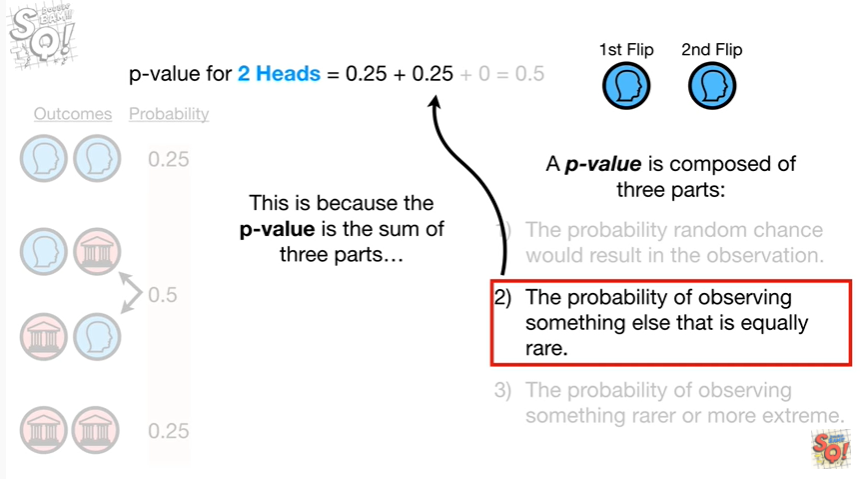 1st Flip 2nd Flip
p-value for 2 Heads = 0.25 + 0.25 + 0 = 0.5
Outcomes Probability
0.25
0.5
0.25
This is because the
p-value is the sum of
three parts…
A p-value is composed of
three parts:
1) The probability random chance
would result in the observation.
2) The probability of observing
something else that is equally
rare.
3) The probability of observing
something rarer or more extreme.